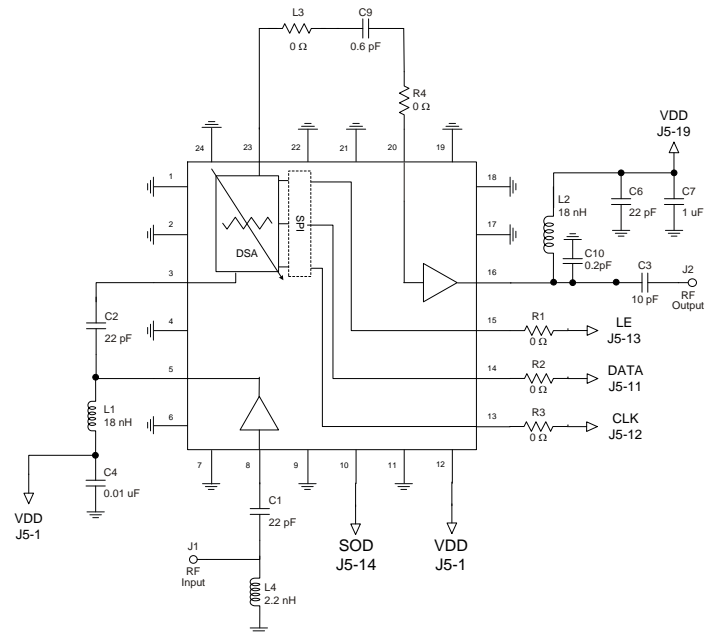 L3
0 Ω
C9
0.6 pF
R4
0 Ω
VDD
J5-19
24
23
22
21
20
19
1
2
3
4
5
6
18
17
16
15
14
13
7
8
9
10
11
12
DSA
SPI
L2
18 nH
C6
22 pF
C7
1 uF
C10
0.2pF
C3
10 pF
J2
RF
Output
R1
0 Ω
LE
J5-13
R2
0 Ω
DATA
J5-11
R3
0 Ω
CLK
J5-12
C2
22 pF
L1
18 nH
C4
0.01 uF
VDD
J5-1
C1
22 pF
J1
RF
Input
L4
2.2 nH
SOD
J5-14
VDD
J5-1